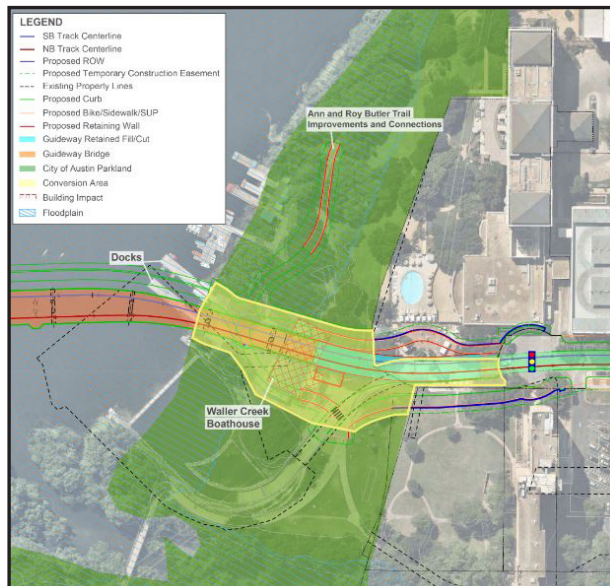 LEGEND
SB Track Centerline
NB Track Centerline
Proposed ROW
Proposed Temporary Construction Easement
Existing Property Lines
Proposed Curb
Proposed Bike/Sidewalk/SUP
Proposed Retaining Wall
Guideway Retained Fill/Cut
Guideway Bridge
City of Austin Parkland
Conversion Area
Building Impact
Floodplain
Ann and Roy Butler Trail
Improvements and Connections
Docks
Waller Creek
Boathouse